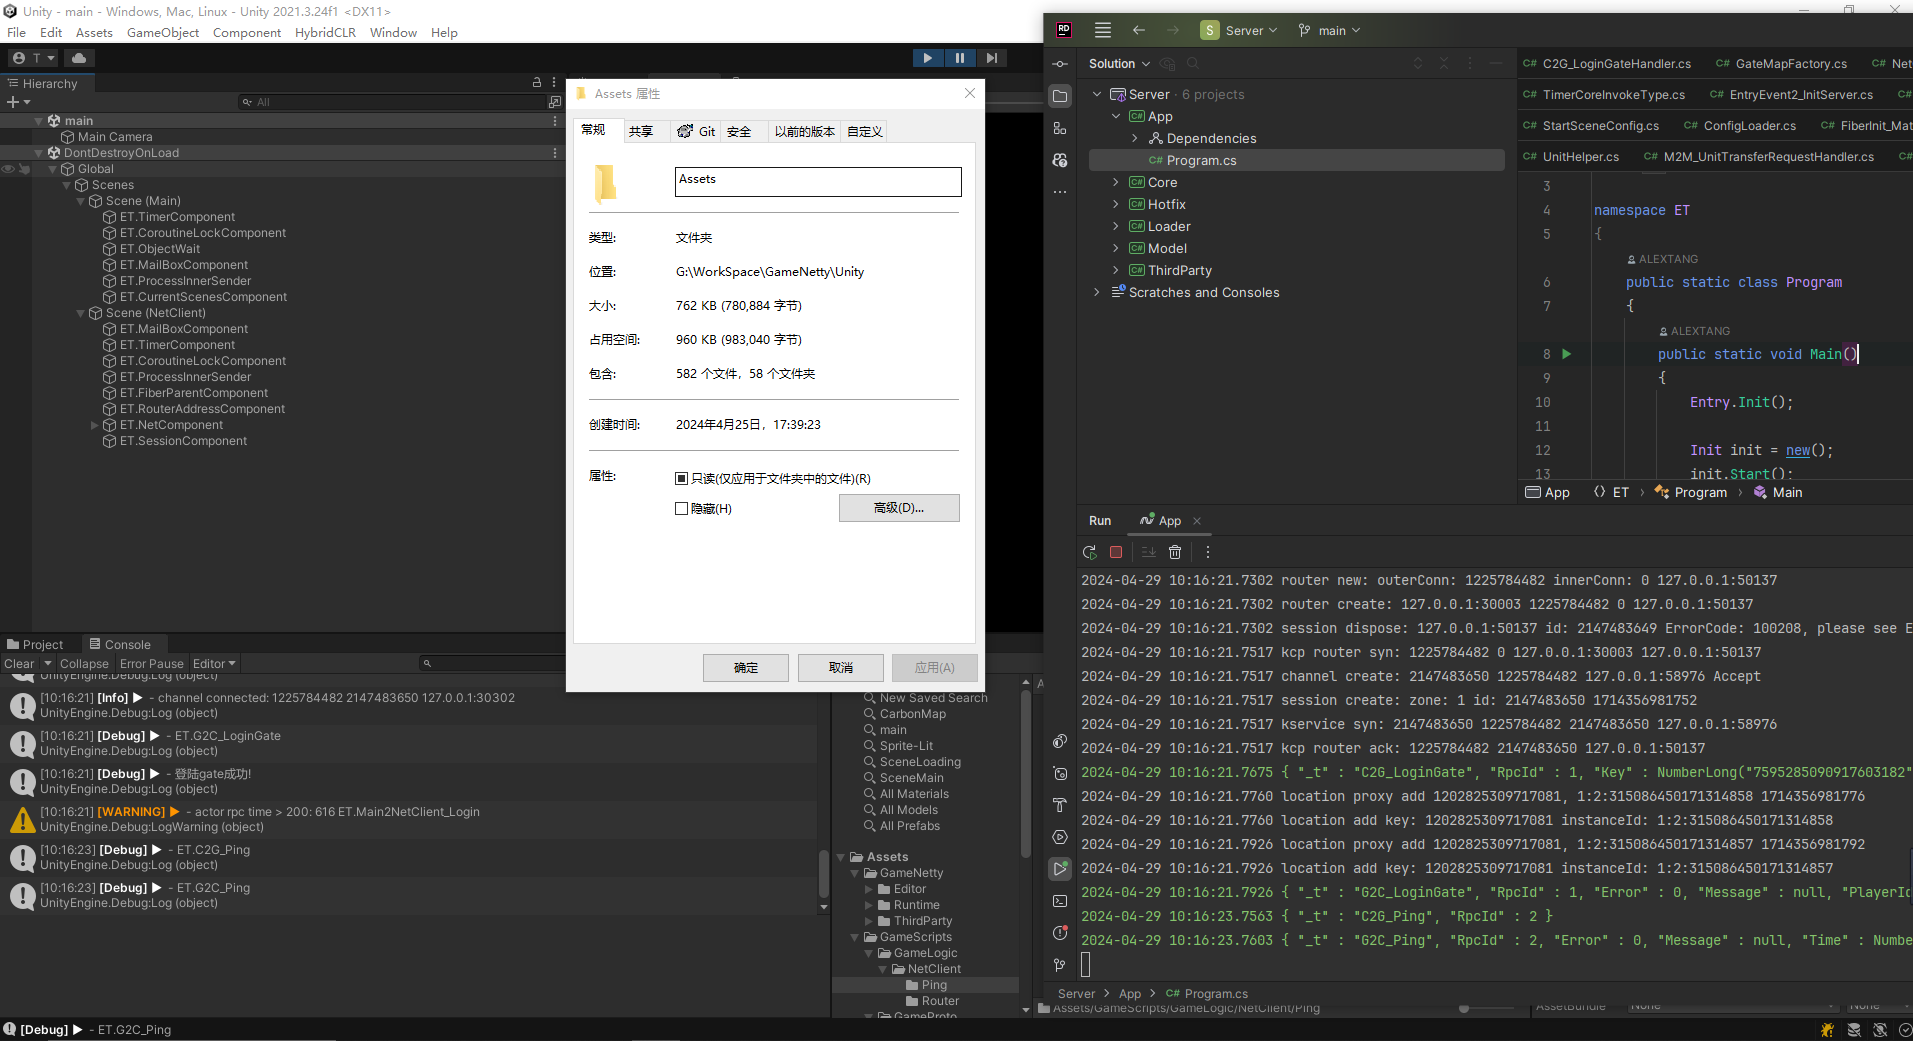 Unity - main - Windows, Mac, Linux - Unity 2021.3.24f1 <DX11>
File Edit Assets GameObject Component HybridCLR Window Help
T
Hierarchy
All
main
Main Camera
DontDestroyOnLoad
Global
Scenes
Scene (Main)
ET.TimerComponent
ET.CoroutineLockComponent
ET.ObjectWait
ET.MailBoxComponent
ET.ProcessInnerSender
ET.CurrentScenesComponent
Scene (NetClient)
ET.MailBoxComponent
ET.TimerComponent
ET.CoroutineLockComponent
ET.ProcessInnerSender
ET.FiberParentComponent
ET.RouterAddressComponent
ET.NetComponent
ET.SessionComponent
Project Console
Clear Collapse Error Pause Editor
UnityEngine.Debug:Log (object)
[10:16:21] [Info] ▶ - channel connected: 1225784482 2147483650 127.0.0.1:30302
UnityEngine.Debug:Log (object)
[10:16:21] [Debug] ▶ - ET.G2C_LoginGate
UnityEngine.Debug:Log (object)
[10:16:21] [Debug] ▶ - 登陆gate成功!
UnityEngine.Debug:Log (object)
[10:16:21] [WARNING] ▶ - actor rpc time > 200: 616 ET.Main2NetClient_Login
UnityEngine.Debug:LogWarning (object)
[10:16:23] [Debug] ▶ - ET.C2G_Ping
UnityEngine.Debug:Log (object)
[10:16:23] [Debug] ▶ - ET.G2C_Ping
UnityEngine.Debug:Log (object)
[Debug] ▶ - ET.G2C_Ping
Assets 属性
常规 共享 Git 安全 以前的版本 自定义
Assets
类型: 文件夹
位置: G:\WorkSpace\GameNetty\Unity
大小: 762 KB (780,884 字节)
占用空间: 960 KB (983,040 字节)
包含: 582 个文件，58 个文件夹
创建时间: 2024年4月25日，17:39:23
属性: 只读(仅应用于文件夹中的文件)(R)
隐藏(H) 高级(D)...
确定 取消 应用(A)
New Saved Search
CarbonMap
main
Sprite-Lit
SceneLoading
SceneMain
All Materials
All Models
All Prefabs
Assets
GameNetty
Editor
Runtime
ThirdParty
GameScripts
GameLogic
NetClient
Ping
Router
GameProto
A
Assets/GameScripts/GameLogic/NetClient/Ping
AssetBundle None None
RD S Server main
Solution
Server · 6 projects
App
Dependencies
C# Program.cs
C# Core
C# Hotfix
C# Loader
C# Model
C# ThirdParty
Scratches and Consoles
C# C2G_LoginGateHandler.cs C# GateMapFactory.cs C# Net
C# TimerCoreInvokeType.cs C# EntryEvent2_InitServer.cs C#
C# StartSceneConfig.cs C# ConfigLoader.cs C# FiberInit_Mat
C# UnitHelper.cs C# M2M_UnitTransferRequestHandler.cs C#
3
4 namespace ET
5 {
ALEXTANG
6 public static class Program
7 {
ALEXTANG
8 public static void Main()
9 {
10 Entry.Init();
11
12 Init init = new();
13 init.Start();
App ET › Program › Main
Run App
2024-04-29 10:16:21.7302 router new: outerConn: 1225784482 innerConn: 0 127.0.0.1:50137
2024-04-29 10:16:21.7302 router create: 127.0.0.1:30003 1225784482 0 127.0.0.1:50137
2024-04-29 10:16:21.7302 session dispose: 127.0.0.1:50137 id: 2147483649 ErrorCode: 100208, please see E
2024-04-29 10:16:21.7517 kcp router syn: 1225784482 0 127.0.0.1:30003 127.0.0.1:50137
2024-04-29 10:16:21.7517 channel create: 2147483650 127.0.0.1:58976 Accept
2024-04-29 10:16:21.7517 session create: zone: 1 id: 2147483650 1714356981752
2024-04-29 10:16:21.7517 kservice syn: 2147483650 1225784482 2147483650 127.0.0.1:58976
2024-04-29 10:16:21.7517 kcp router ack: 1225784482 2147483650 127.0.0.1:50137
2024-04-29 10:16:21.7675 { "_t" : "C2G_LoginGate", "RpcId" : 1, "Key" : NumberLong("7595285090917603182"
2024-04-29 10:16:21.7760 location proxy add 1202825309717081, 1:2:315086450171314858 1714356981776
2024-04-29 10:16:21.7760 location add key: 1202825309717081 instanceId: 1:2:315086450171314858
2024-04-29 10:16:21.7926 location proxy add 1202825309717081, 1:2:315086450171314857 1714356981792
2024-04-29 10:16:21.7926 location add key: 1202825309717081 instanceId: 1:2:315086450171314857
2024-04-29 10:16:21.7926 { "_t" : "G2C_LoginGate", "RpcId" : 1, "Error" : 0, "Message" : null, "PlayerId
2024-04-29 10:16:23.7563 { "_t" : "C2G_Ping", "RpcId" : 2 }
2024-04-29 10:16:23.7603 { "_t" : "G2C_Ping", "RpcId" : 2, "Error" : 0, "Message" : null, "Time" : Numbe
Server › App › C# Program.cs